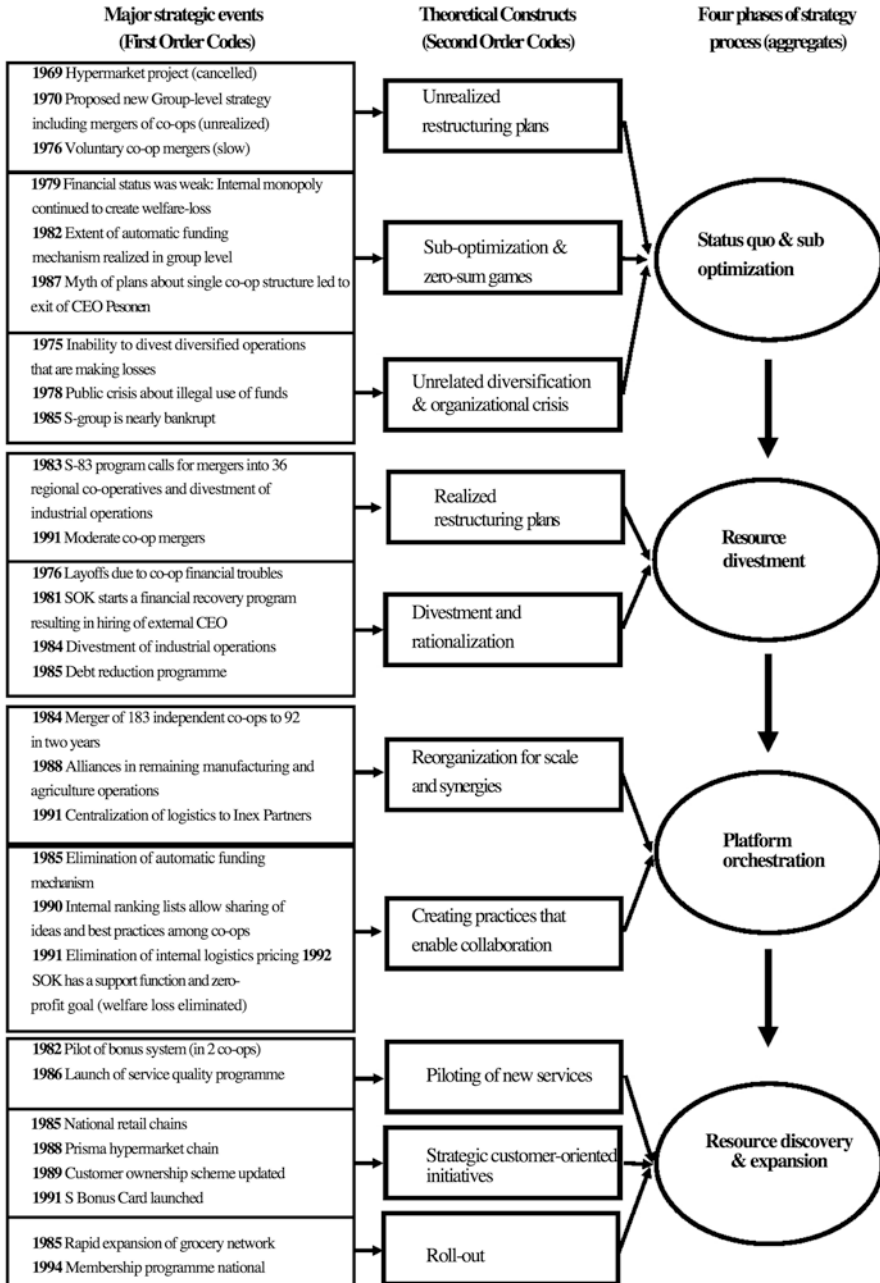 Major strategic events
(First Order Codes)
Theoretical Constructs
(Second Order Codes)
Four phases of strategy
process (aggregates)
1969 Hypermarket project (cancelled)
1970 Proposed new Group-level strategy
including mergers of co-ops (unrealized)
1976 Voluntary co-op mergers (slow)
Unrealized
restructuring plans
1979 Financial status was weak: Internal monopoly
continued to create welfare-loss
1982 Extent of automatic funding
mechanism realized in group level
1987 Myth of plans about single co-op structure led to
exit of CEO Pesonen
Sub-optimization &
zero-sum games
Status quo & sub
optimization
1975 Inability to divest diversified operations
that are making losses
1978 Public crisis about illegal use of funds
1985 S-group is nearly bankrupt
Unrelated diversification
& organizational crisis
1983 S-83 program calls for mergers into 36
regional co-operatives and divestment of
industrial operations
1991 Moderate co-op mergers
Realized
restructuring plans
Resource
divestment
1976 Layoffs due to co-op financial troubles
1981 SOK starts a financial recovery program
resulting in hiring of external CEO
1984 Divestment of industrial operations
1985 Debt reduction programme
Divestment and
rationalization
1984 Merger of 183 independent co-ops to 92
in two years
1988 Alliances in remaining manufacturing and
agriculture operations
1991 Centralization of logistics to Inex Partners
Reorganization for scale
and synergies
Platform
orchestration
1985 Elimination of automatic funding
mechanism
1990 Internal ranking lists allow sharing of
ideas and best practices among co-ops
1991 Elimination of internal logistics pricing 1992
SOK has a support function and zero-
profit goal (welfare loss eliminated)
Creating practices that
enable collaboration
1982 Pilot of bonus system (in 2 co-ops)
1986 Launch of service quality programme
Piloting of new services
1985 National retail chains
1988 Prisma hypermarket chain
1989 Customer ownership scheme updated
1991 S Bonus Card launched
Strategic customer-oriented
initiatives
Resource discovery
& expansion
1985 Rapid expansion of grocery network
1994 Membership programme national
Roll-out